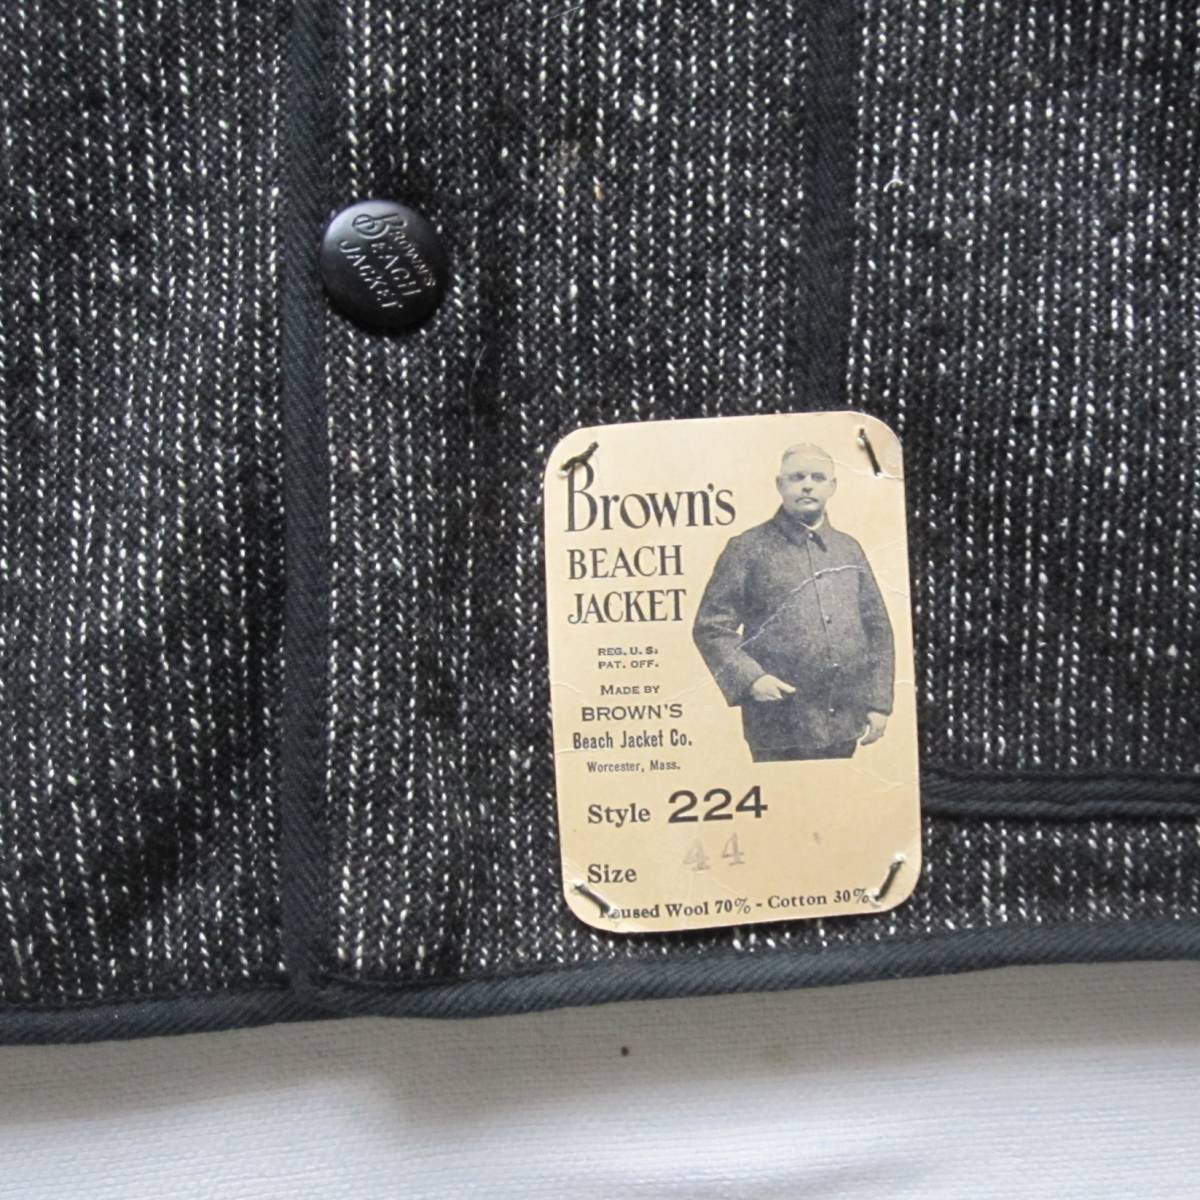 Brown's
BEACH
JACKET
Brown's
BEACH
JACKET
REG. U. S.
PAT. OFF.
MADE BY
BROWN'S
Beach Jacket Co.
Worcester, Mass.
Style 224
Size 44
Reused Wool 70% - Cotton 30%